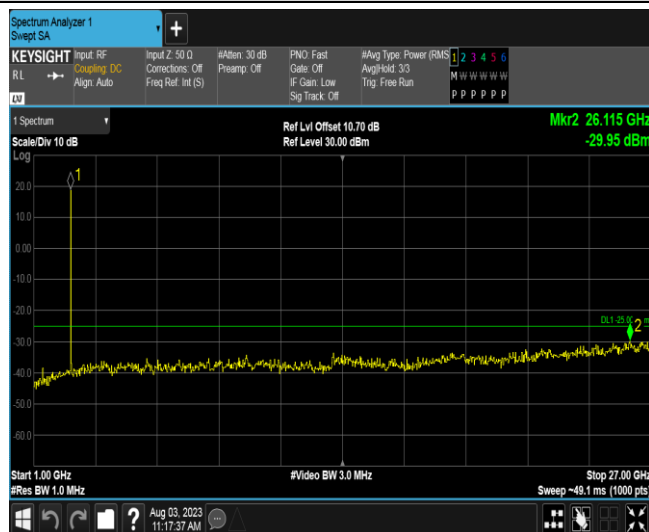 Spectrum Analyzer 1
Swept SA
KEYSIGHT
RL
LXI
Input: RF
Coupling: DC
Align: Auto
Input Z: 50 Ω
Corrections: Off
Freq Ref: Int (S)
#Atten: 30 dB
Preamp: Off
PNO: Fast
Gate: Off
IF Gain: Low
Sig Track: Off
#Avg Type: Power (RMS
Avg|Hold: 3/3
Trig: Free Run
1 2 3 4 5 6
M W W W W W
P P P P P P
1 Spectrum
Scale/Div 10 dB
Log
Ref Lvl Offset 10.70 dB
Ref Level 30.00 dBm
Mkr2 26.115 GHz
-29.95 dBm
1
20.0
10.0
0.00
-10.0
-20.0
DL1 -25.00
2
-30.0
-40.0
-50.0
-60.0
Start 1.00 GHz
#Res BW 1.0 MHz
#Video BW 3.0 MHz
Stop 27.00 GHz
Sweep ~49.1 ms (1000 pts)
?
Aug 03, 2023
11:17:37 AM